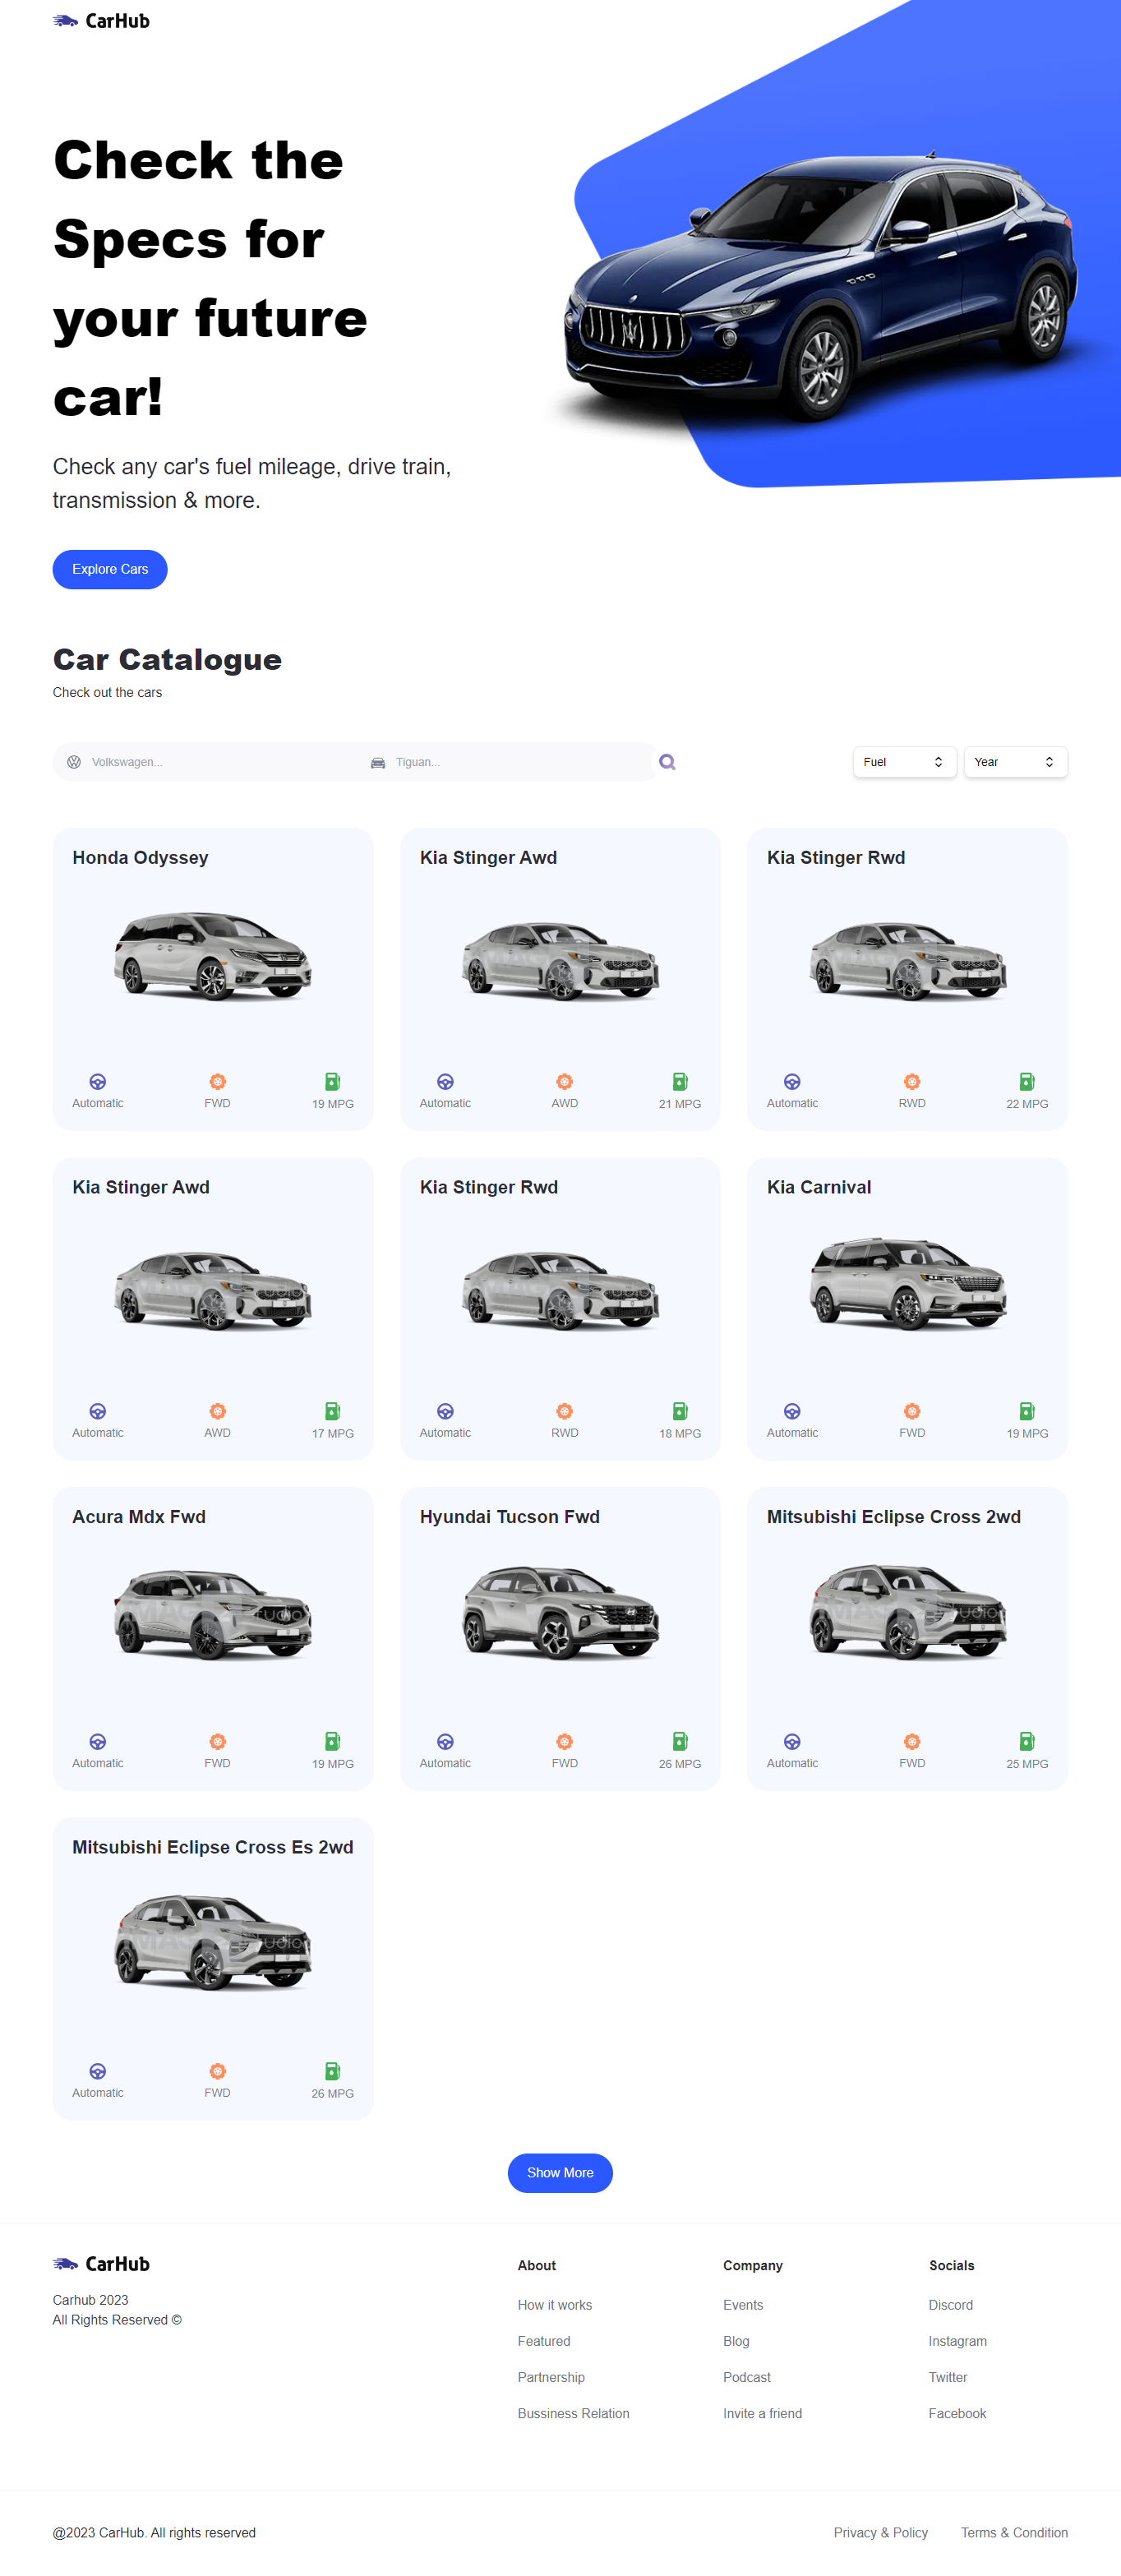 CarHub
Check the
Specs for
your future
car!
Check any car's fuel mileage, drive train,
transmission & more.
Explore Cars
Car Catalogue
Check out the cars
Volkswagen...
Tiguan...
Fuel
Year
Honda Odyssey
Automatic
FWD
19 MPG
Kia Stinger Awd
Automatic
AWD
21 MPG
Kia Stinger Rwd
Automatic
RWD
22 MPG
Kia Stinger Awd
Automatic
AWD
17 MPG
Kia Stinger Rwd
Automatic
RWD
18 MPG
Kia Carnival
Automatic
FWD
19 MPG
Acura Mdx Fwd
Automatic
FWD
19 MPG
Hyundai Tucson Fwd
Automatic
FWD
26 MPG
Mitsubishi Eclipse Cross 2wd
Automatic
FWD
25 MPG
Mitsubishi Eclipse Cross Es 2wd
Automatic
FWD
26 MPG
Show More
CarHub
Carhub 2023
All Rights Reserved ©
About
How it works
Featured
Partnership
Bussiness Relation
Company
Events
Blog
Podcast
Invite a friend
Socials
Discord
Instagram
Twitter
Facebook
@2023 CarHub. All rights reserved
Privacy & Policy
Terms & Condition